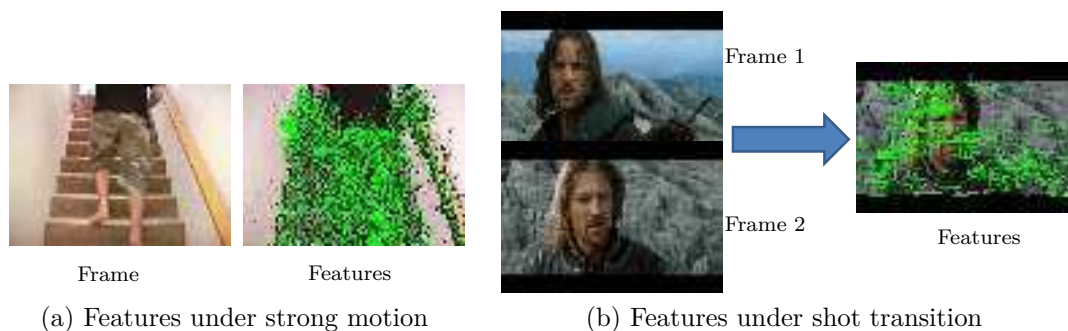 Frame 1
Frame 2
Frame
Features
Features
(a) Features under strong motion
(b) Features under shot transition